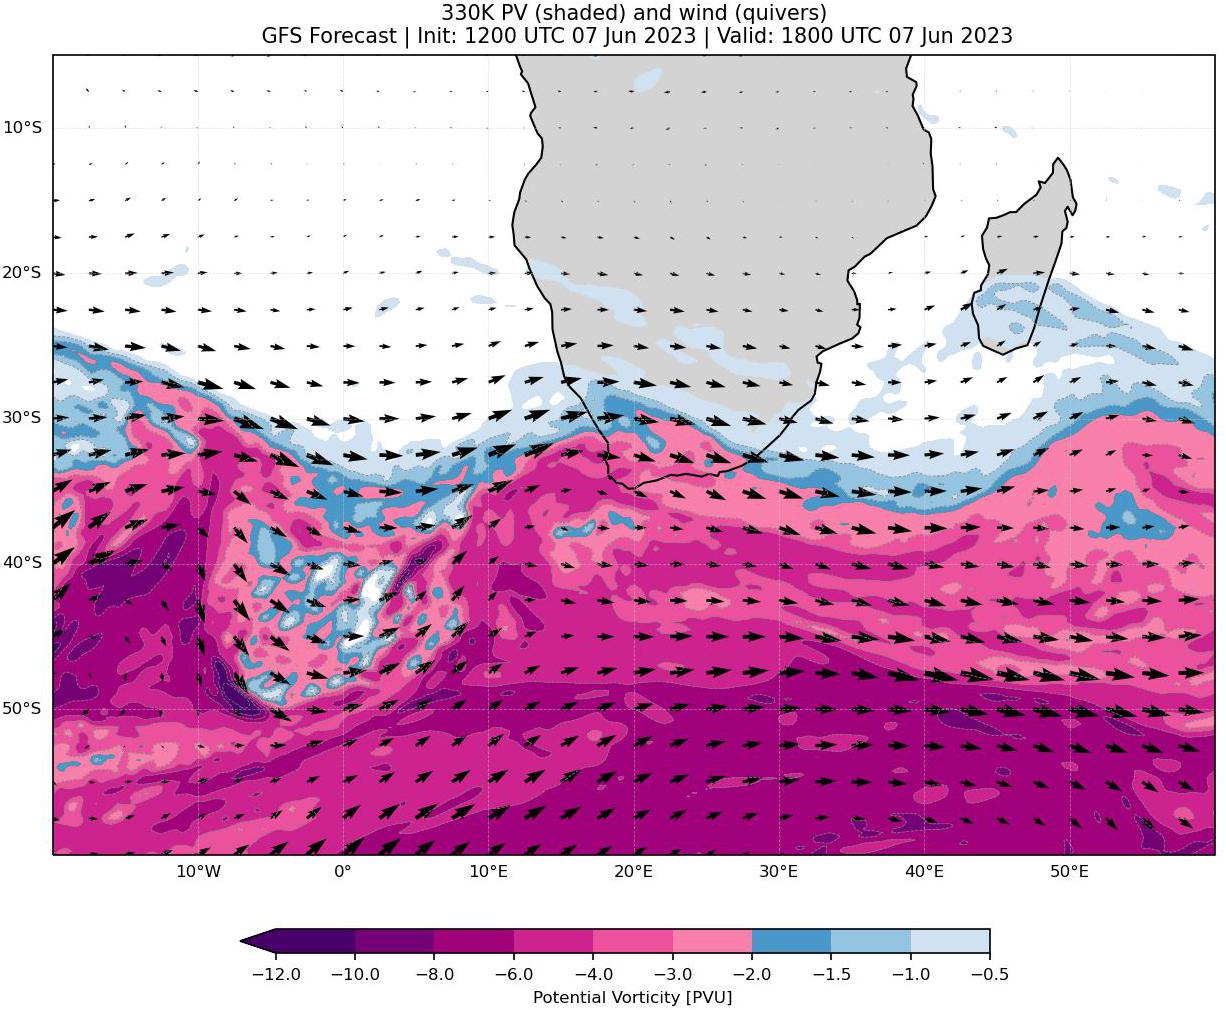 330K PV (shaded) and wind (quivers)
GFS Forecast | Init: 1200 UTC 07 Jun 2023 | Valid: 1800 UTC 07 Jun 2023
10°S
20°S
30°S
40°S
50°S
10°W 0° 10°E 20°E 30°E 40°E 50°E
−12.0 −10.0 −8.0 −6.0 −4.0 −3.0 −2.0 −1.5 −1.0 −0.5
Potential Vorticity [PVU]